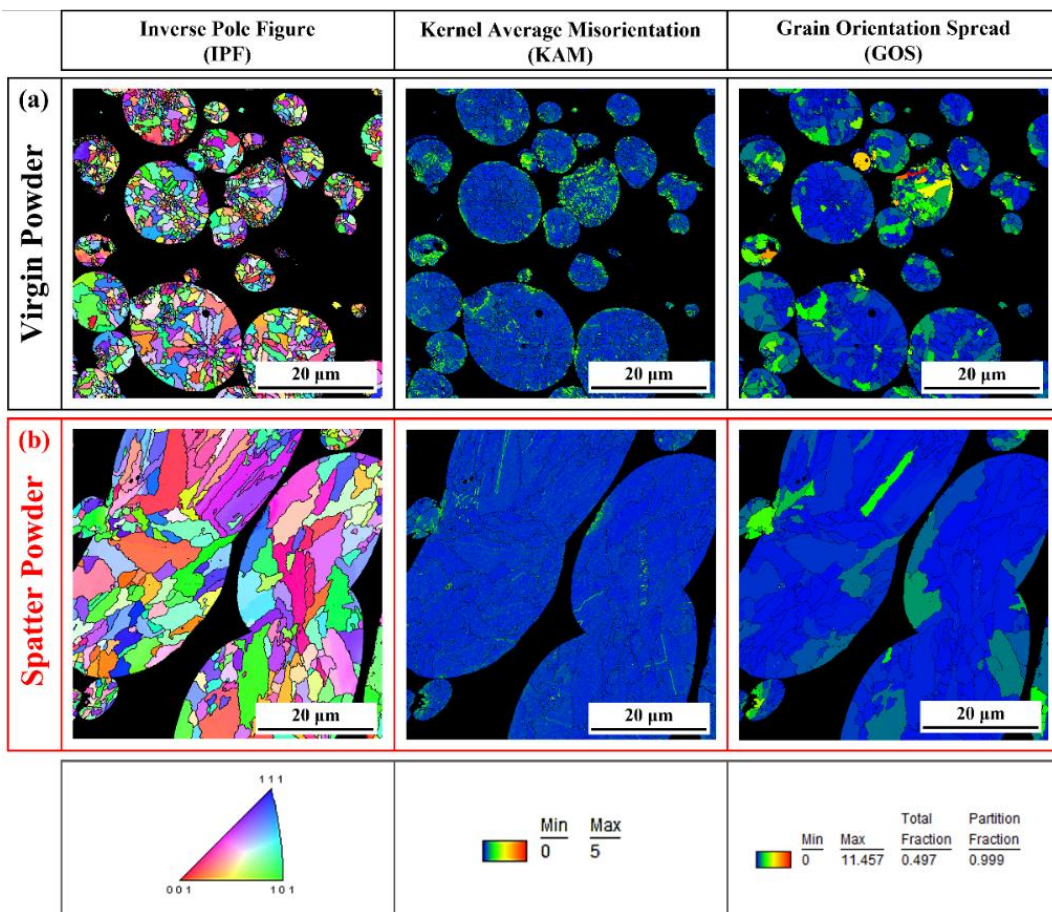 Inverse Pole Figure
(IPF)
Kernel Average Misorientation
(KAM)
Grain Orientation Spread
(GOS)
(a)
Virgin Powder
20 μm
20 μm
20 μm
(b)
Spatter Powder
20 μm
20 μm
20 μm
111
001
101
Min Max
0 5
Total Partition
Min Max Fraction Fraction
0 11.457 0.497 0.999